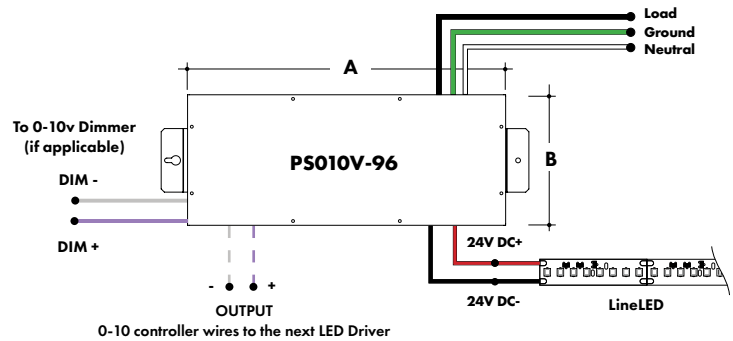 Load
Ground
Neutral
A
To 0-10v Dimmer
(if applicable)
PS010V-96
B
DIM -
DIM +
24V DC+
24V DC-
LineLED
- +
OUTPUT
0-10 controller wires to the next LED Driver